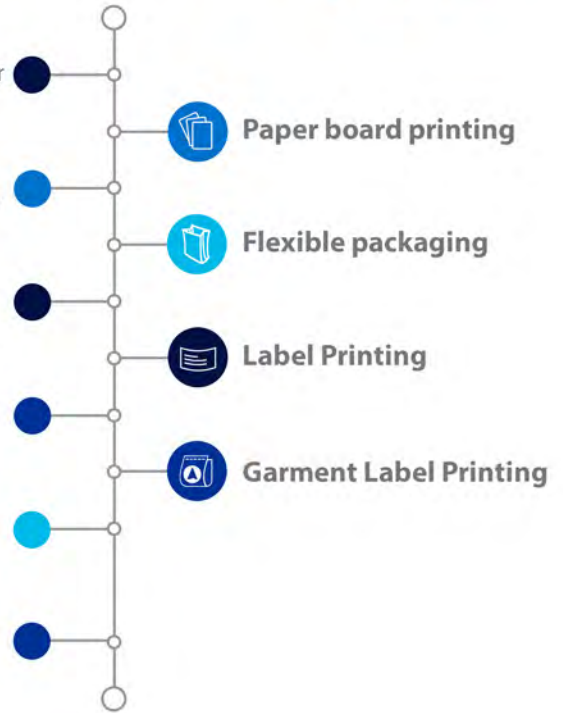 Paper board printing
Flexible packaging
Label Printing
Garment Label Printing